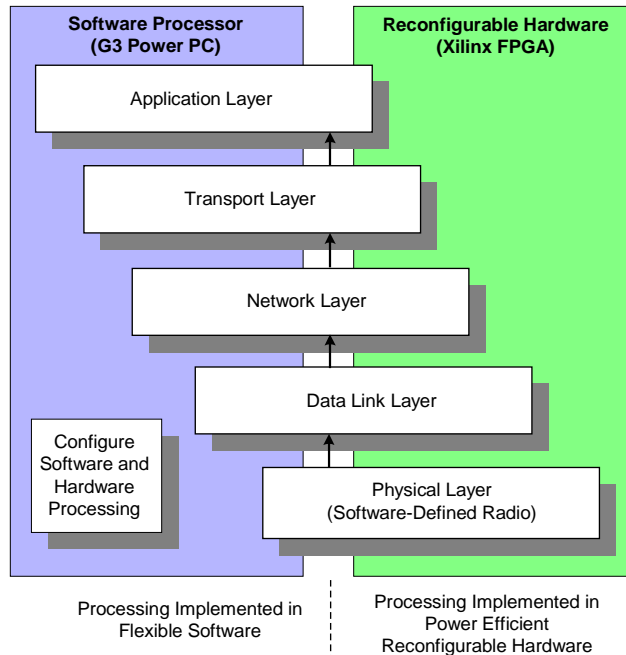 Software Processor
(G3 Power PC)
Reconfigurable Hardware
(Xilinx FPGA)
Application Layer
Transport Layer
Network Layer
Data Link Layer
Configure
Software and
Hardware
Processing
Physical Layer
(Software-Defined Radio)
Processing Implemented in
Flexible Software
Processing Implemented in
Power Efficient
Reconfigurable Hardware